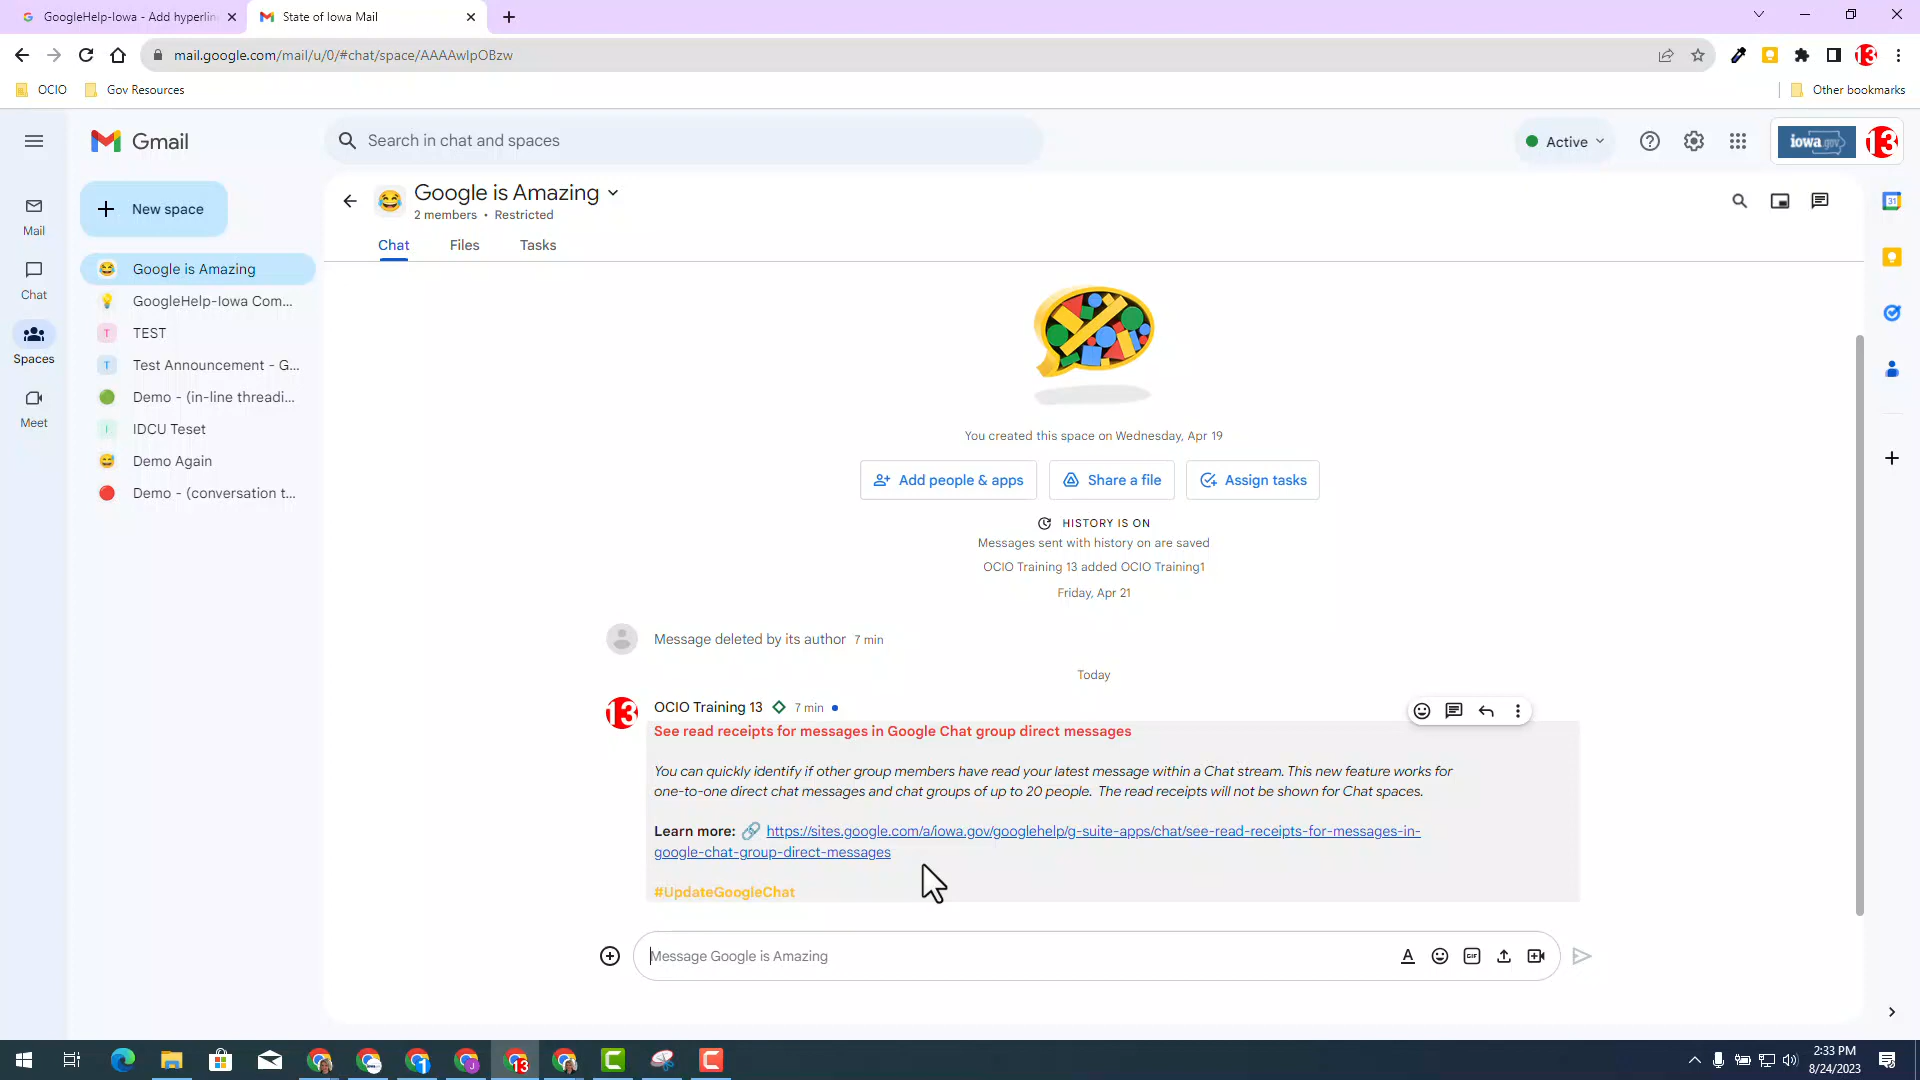 GoogleHelp-Iowa - Add hyperlin
State of Iowa Mail
mail.google.com/mail/u/0/#chat/space/AAAAwlpOBzw
13
OCIO
Gov Resources
Other bookmarks
Gmail
Search in chat and spaces
Active
iowa.gov
13
Mail
Chat
Spaces
Meet
New space
Google is Amazing
GoogleHelp-Iowa Com...
T TEST
T Test Announcement - G...
Demo - (in-line threadi...
I IDCU Teset
Demo Again
Demo - (conversation t...
Google is Amazing
2 members • Restricted
Chat Files Tasks
31
You created this space on Wednesday, Apr 19
Add people & apps
Share a file
Assign tasks
HISTORY IS ON
Messages sent with history on are saved
OCIO Training 13 added OCIO Training1
Friday, Apr 21
Message deleted by its author 7 min
Today
13
OCIO Training 13 7 min
See read receipts for messages in Google Chat group direct messages
You can quickly identify if other group members have read your latest message within a Chat stream. This new feature works for
one-to-one direct chat messages and chat groups of up to 20 people. The read receipts will not be shown for Chat spaces.
Learn more: 🔗 https://sites.google.com/a/iowa.gov/googlehelp/g-suite-apps/chat/see-read-receipts-for-messages-in-
google-chat-group-direct-messages
#UpdateGoogleChat
Message Google is Amazing
GIF
13
2:33 PM
8/24/2023